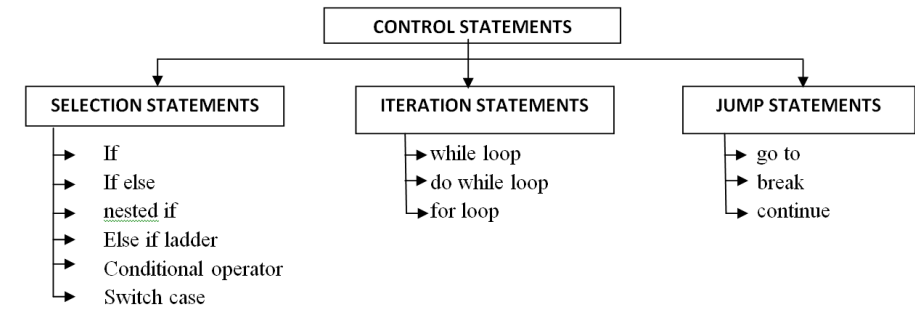 CONTROL STATEMENTS
SELECTION STATEMENTS
If
If else
nested if
Else if ladder
Conditional operator
Switch case
ITERATION STATEMENTS
while loop
do while loop
for loop
JUMP STATEMENTS
go to
break
continue